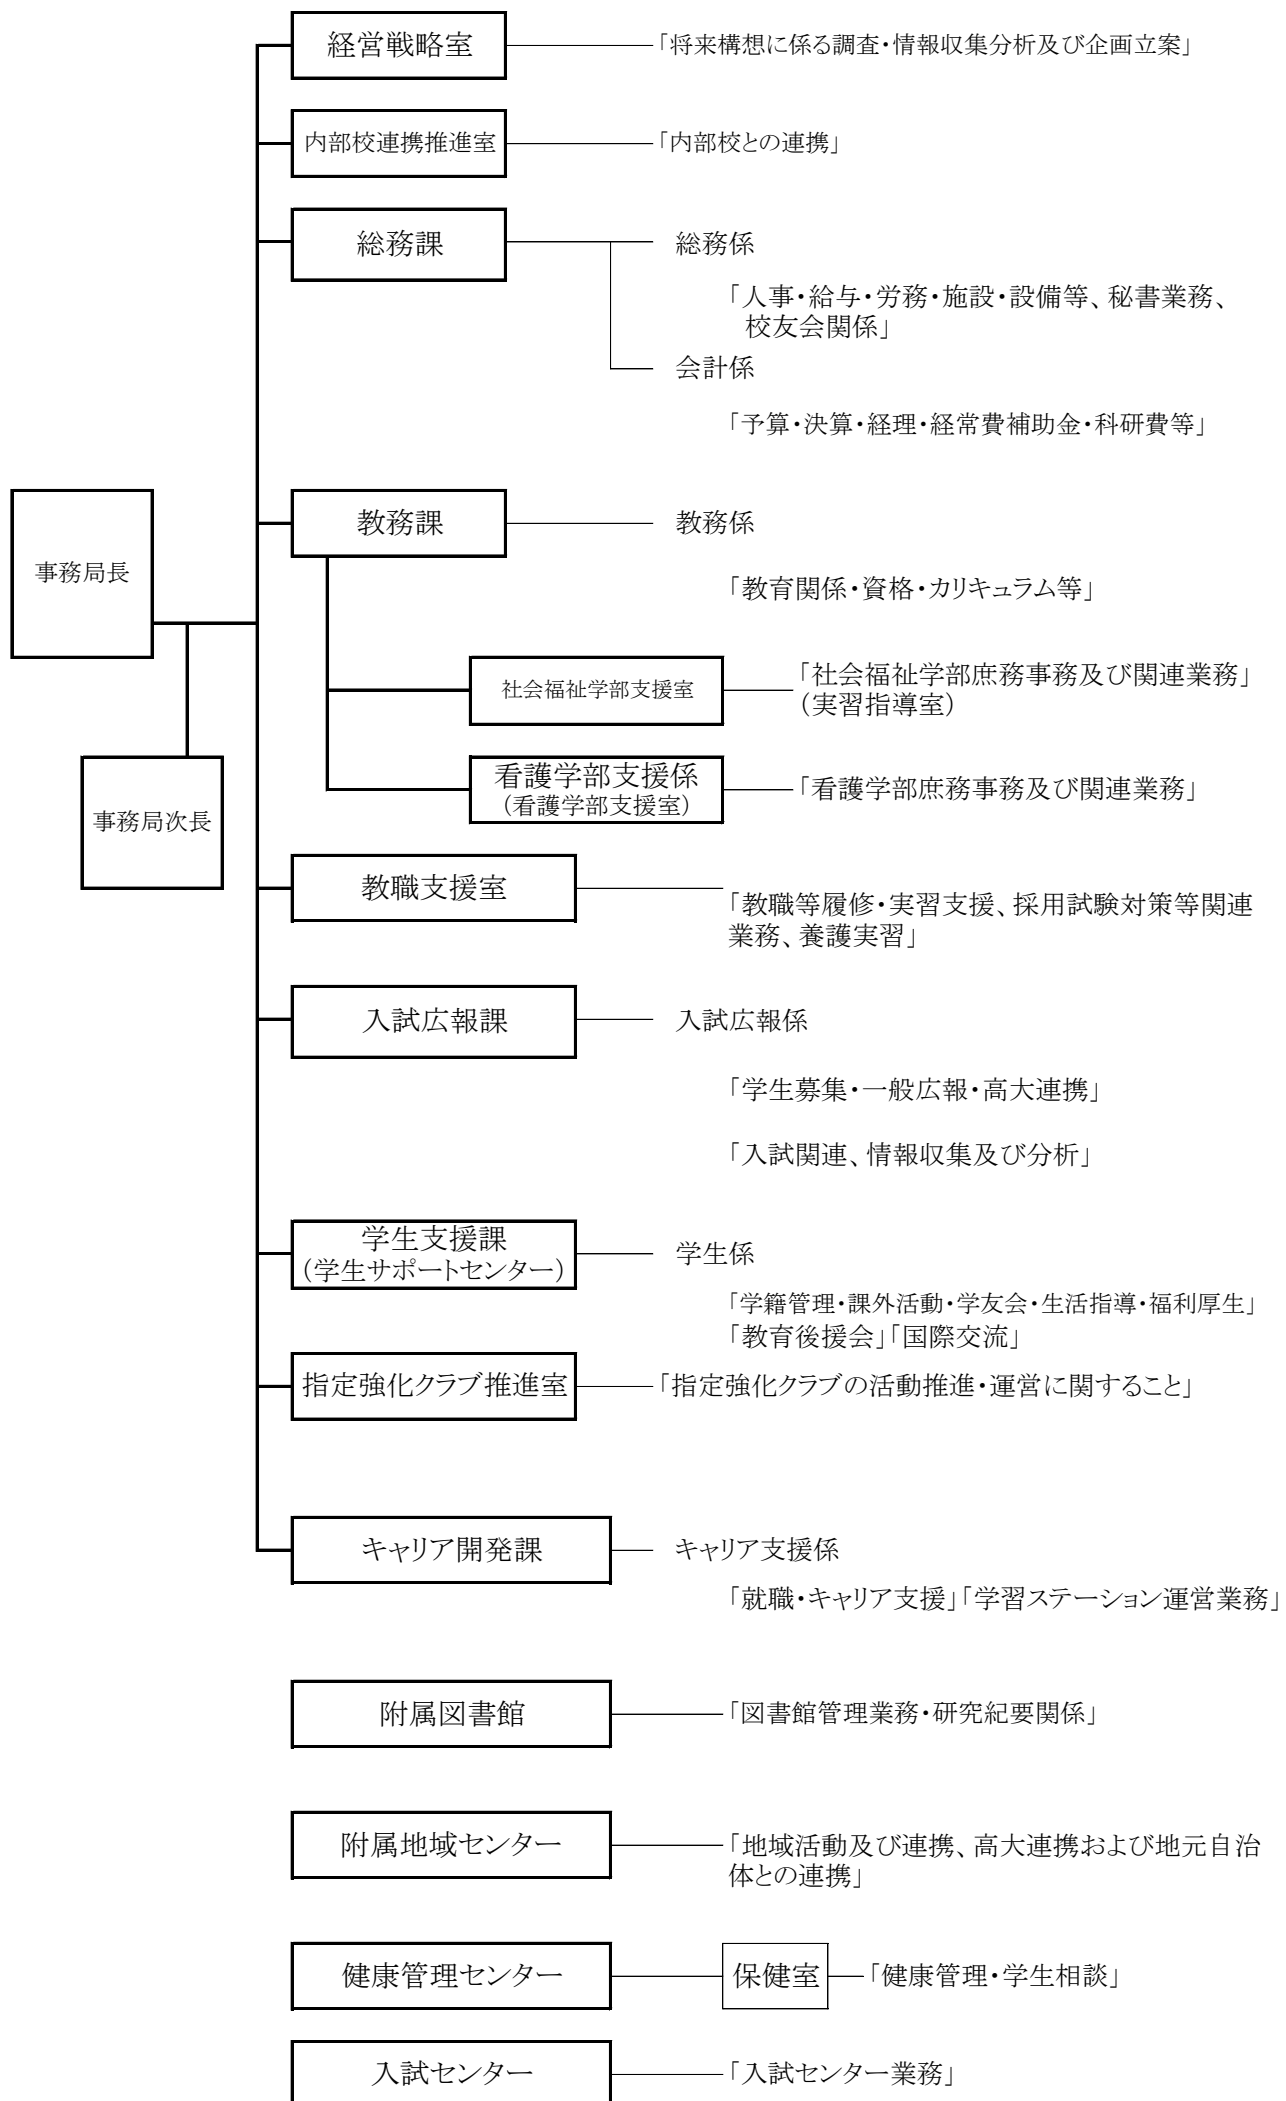 経営戦略室
「将来構想に係る調査・情報収集分析及び企画立案」
内部校連携推進室
「内部校との連携」
総務課
総務係
「人事・給与・労務・施設・設備等、秘書業務、
校友会関係」
会計係
「予算・決算・経理・経常費補助金・科研費等」
教務課
教務係
事務局長
「教育関係・資格・カリキュラム等」
社会福祉学部支援室
「社会福祉学部庶務事務及び関連業務」
（実習指導室）
看護学部支援係
（看護学部支援室）
「看護学部庶務事務及び関連業務」
事務局次長
教職支援室
「教職等履修・実習支援、採用試験対策等関連
業務、養護実習」
入試広報課
入試広報係
「学生募集・一般広報・高大連携」
「入試関連、情報収集及び分析」
学生支援課
（学生サポートセンター）
学生係
「学籍管理・課外活動・学友会・生活指導・福利厚生」
「教育後援会」「国際交流」
指定強化クラブ推進室
「指定強化クラブの活動推進・運営に関すること」
キャリア開発課
キャリア支援係
「就職・キャリア支援」「学習ステーション運営業務」
附属図書館
「図書館管理業務・研究紀要関係」
附属地域センター
「地域活動及び連携、高大連携および地元自治
体との連携」
健康管理センター
保健室
「健康管理・学生相談」
入試センター
「入試センター業務」